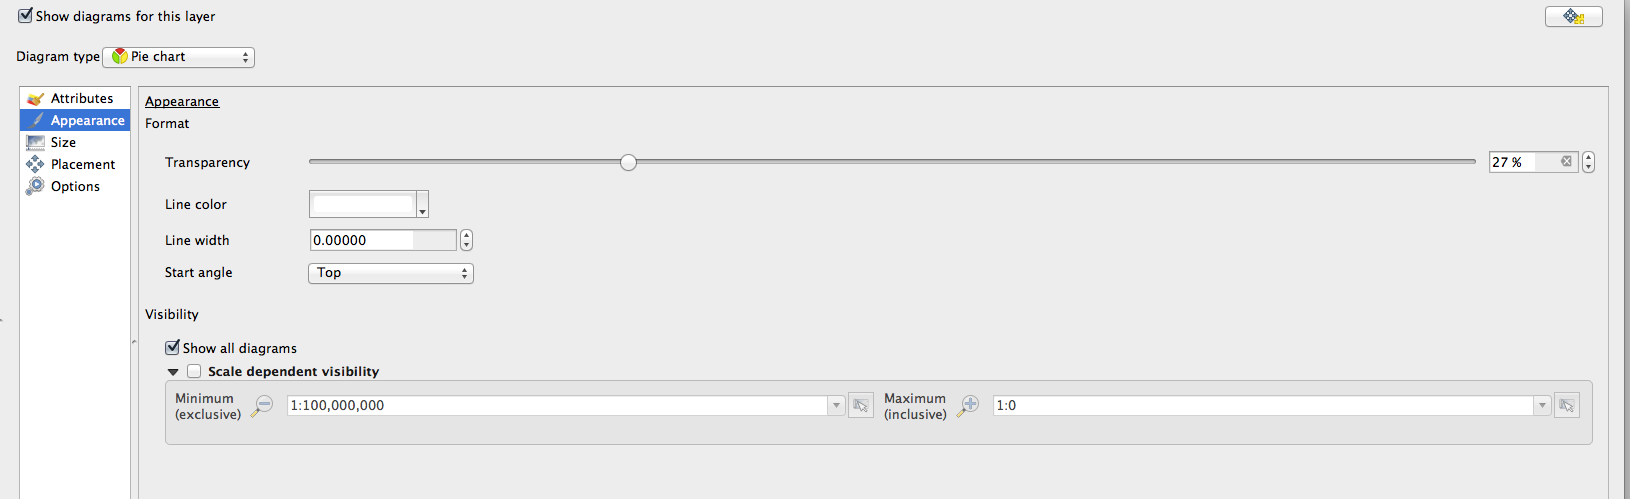 Show diagrams for this layer
Diagram type Pie chart
Attributes
Appearance
Size
Placement
Options
Appearance
Format
Transparency 27 %
Line color
Line width 0.00000
Start angle Top
Visibility
Show all diagrams
Scale dependent visibility
Minimum
(exclusive) 1:100,000,000
Maximum
(inclusive) 1:0